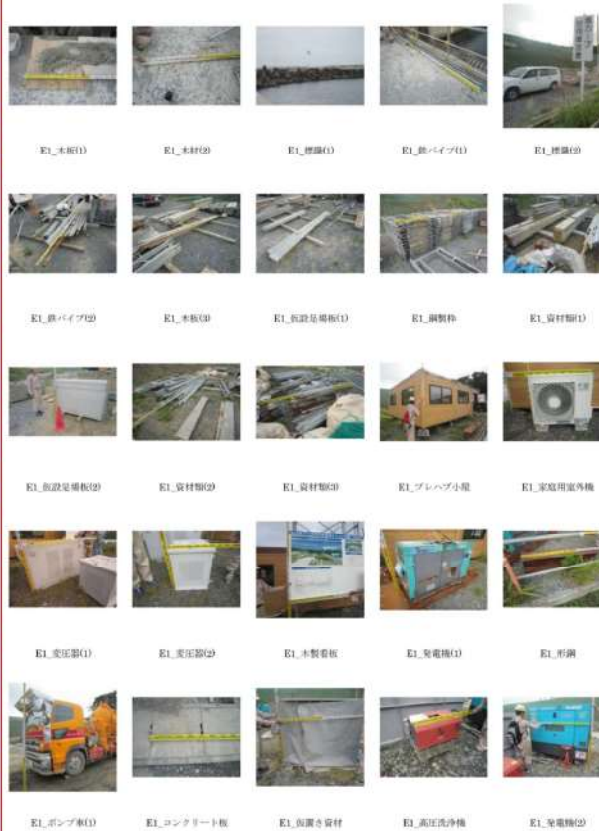 E1_木板(1)
E1_木材(2)
E1_標識(1)
E1_鉄パイプ(1)
E1_標識(2)
E1_鉄パイプ(2)
E1_木板(3)
E1_仮設足場板(1)
E1_鋼製枠
E1_資材類(1)
E1_仮設足場板(2)
E1_資材類(2)
E1_資材類(3)
E1_プレハブ小屋
E1_家庭用室外機
E1_変圧器(1)
E1_変圧器(2)
E1_木製看板
E1_発電機(1)
E1_形鋼
E1_ポンプ車(1)
E1_コンクリート板
E1_仮置き資材
E1_高圧洗浄機
E1_発電機(2)